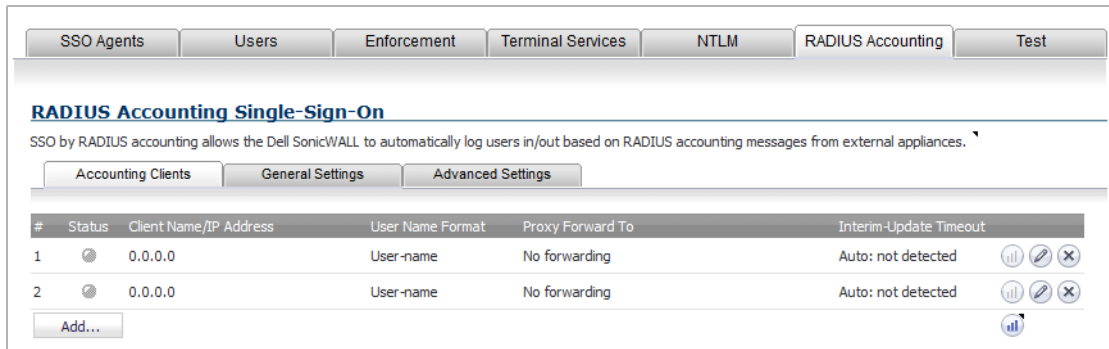 SSO Agents Users Enforcement Terminal Services NTLM RADIUS Accounting Test
RADIUS Accounting Single-Sign-On
SSO by RADIUS accounting allows the Dell SonicWALL to automatically log users in/out based on RADIUS accounting messages from external appliances.
Accounting Clients General Settings Advanced Settings
# Status Client Name/IP Address User Name Format Proxy Forward To Interim-Update Timeout
1 0.0.0.0 User-name No forwarding Auto: not detected
2 0.0.0.0 User-name No forwarding Auto: not detected
Add...